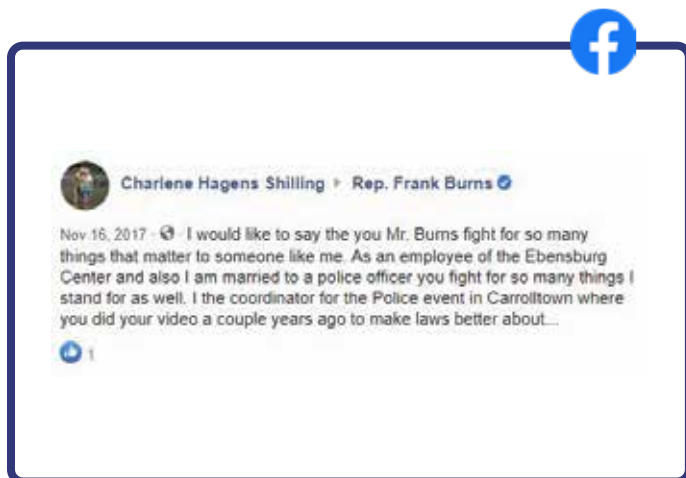 Charlene Hagens Shilling ▸ Rep. Frank Burns
Nov 16, 2017 · I would like to say the you Mr. Burns fight for so many
things that matter to someone like me. As an employee of the Ebensburg
Center and also I am married to a police officer you fight for so many things I
stand for as well. I the coordinator for the Police event in Carrolltown where
you did your video a couple years ago to make laws better about...
1